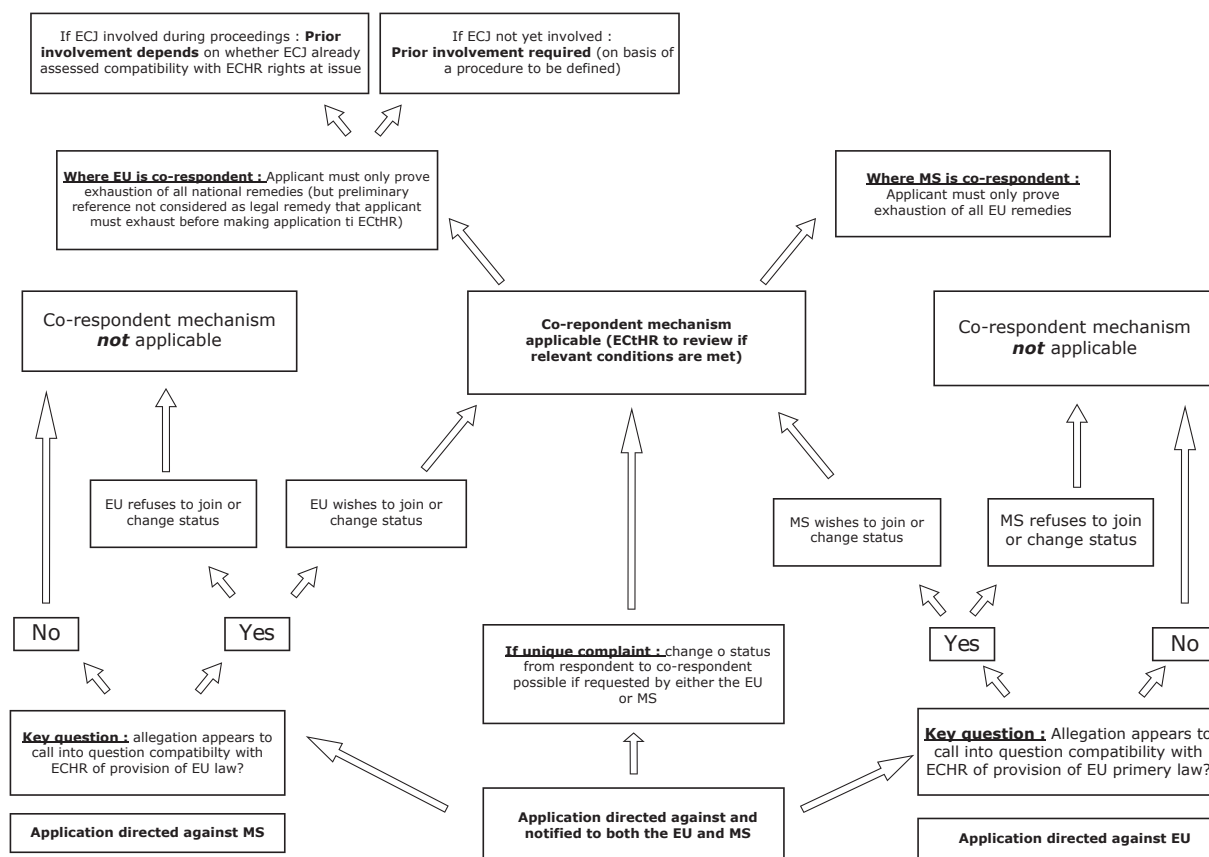 If ECJ involved during proceedings : Prior
involvement depends on whether ECJ already
assessed compatibility with ECHR rights at issue
If ECJ not yet involved :
Prior involvement required (on basis of
a procedure to be defined)
Where EU is co-respondent : Applicant must only prove
exhaustion of all national remedies (but preliminary
reference not considered as legal remedy that applicant
must exhaust before making application ti ECtHR)
Where MS is co-respondent :
Applicant must only prove
exhaustion of all EU remedies
Co-respondent mechanism
not applicable
Co-repondent mechanism
applicable (ECtHR to review if
relevant conditions are met)
Co-respondent mechanism
not applicable
EU refuses to join or
change status
EU wishes to join or
change status
MS wishes to join or
change status
MS refuses to join
or change status
No
Yes
If unique complaint : change o status
from respondent to co-respondent
possible if requested by either the EU
or MS
Yes
No
Key question : allegation appears to
call into question compatibilty with
ECHR of provision of EU law?
Key question : Allegation appears to
call into question compatibility with
ECHR of provision of EU primery law?
Application directed against MS
Application directed against and
notified to both the EU and MS
Application directed against EU